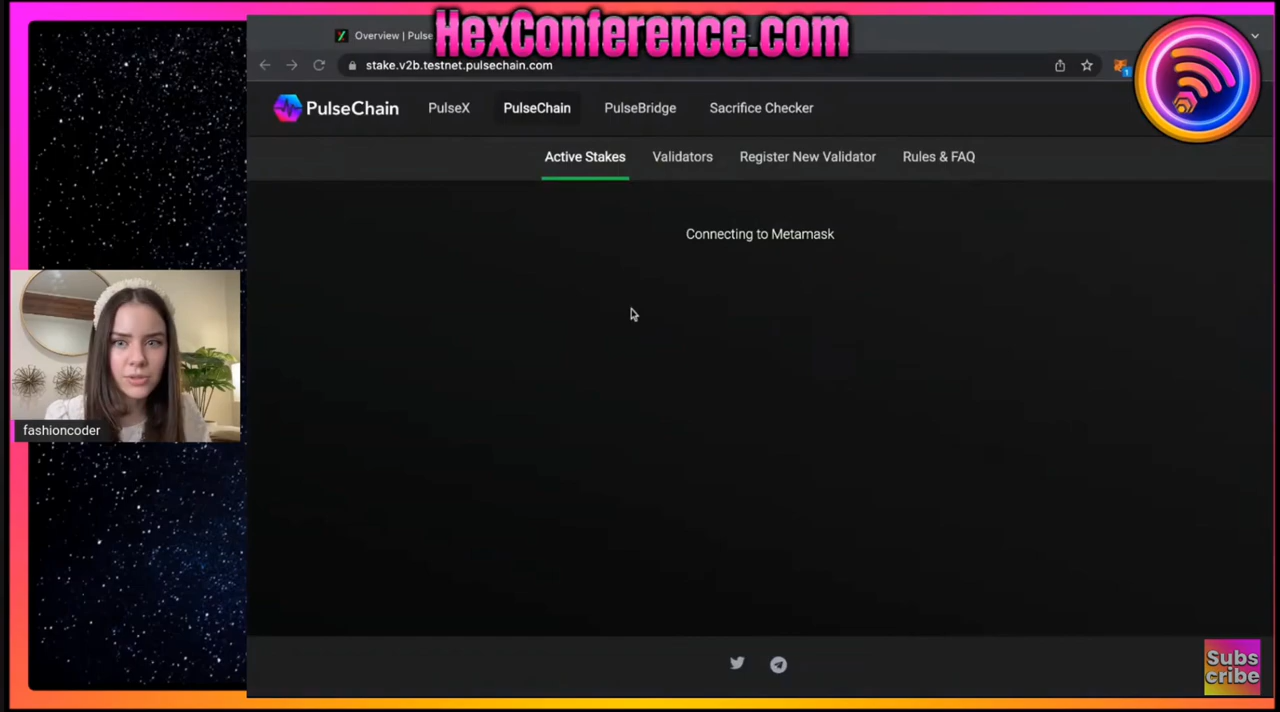 HexConference.com
Overview | Pulse
stake.v2b.testnet.pulsechain.com
1
PulseChain
PulseX
PulseChain
PulseBridge
Sacrifice Checker
Active Stakes
Validators
Register New Validator
Rules & FAQ
Connecting to Metamask
fashioncoder
Subs
cribe